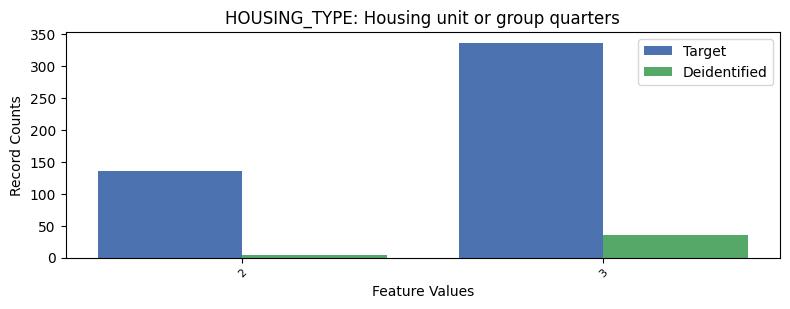 HOUSING_TYPE: Housing unit or group quarters
Target
Deidentified
Record Counts
350
300
250
200
150
100
50
0
2
3
Feature Values